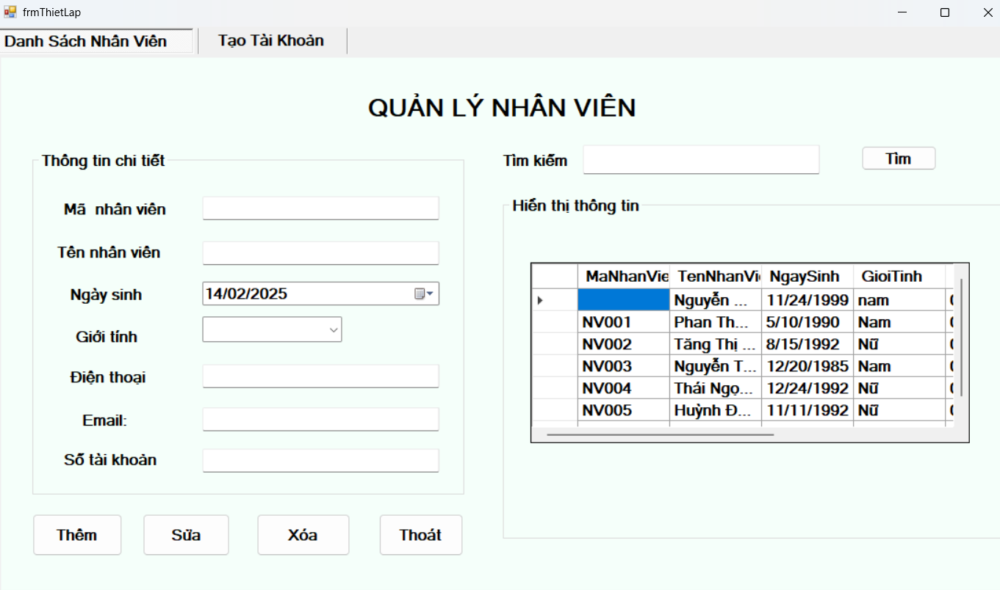 frmThietLap
Danh Sách Nhân Viên
Tạo Tài Khoản
QUẢN LÝ NHÂN VIÊN
Thông tin chi tiết
Mã nhân viên
Tên nhân viên
Ngày sinh
14/02/2025
Giới tính
Điện thoại
Email:
Số tài khoản
Thêm
Sửa
Xóa
Thoát
Tìm kiếm
Tìm
Hiển thị thông tin
MaNhanVie TenNhanVi NgaySinh GioiTinh
Nguyễn ... 11/24/1999 nam
NV001 Phan Th... 5/10/1990 Nam
NV002 Tăng Thị ... 8/15/1992 Nữ
NV003 Nguyễn T... 12/20/1985 Nam
NV004 Thái Ngọ... 12/24/1992 Nữ
NV005 Huỳnh Đ... 11/11/1992 Nữ